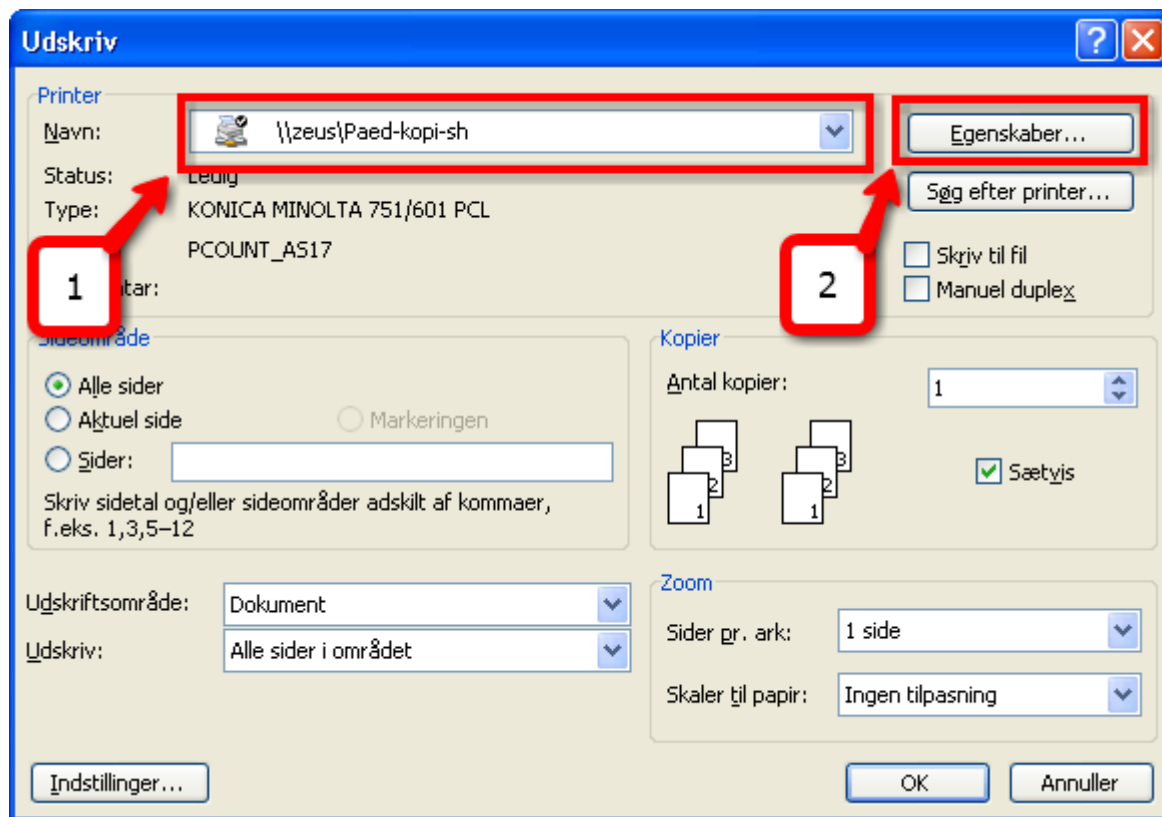 Udskriv
Printer
Navn:
\\zeus\Paed-kopi-sh
Egenskaber...
Status:
Ledig
Søg efter printer...
Type:
KONICA MINOLTA 751/601 PCL
PCOUNT_AS17
Skriv til fil
tar:
Manuel duplex
1
2
Sideområde
Alle sider
Aktuel side
Markeringen
Sider:
Skriv sidetal og/eller sideområder adskilt af kommaer,
f.eks. 1,3,5–12
Kopier
Antal kopier:
1
3
2
1
3
2
1
Sætvis
Udskriftsområde:
Dokument
Udskriv:
Alle sider i området
Zoom
Sider pr. ark:
1 side
Skaler til papir:
Ingen tilpasning
Indstillinger...
OK
Annuller